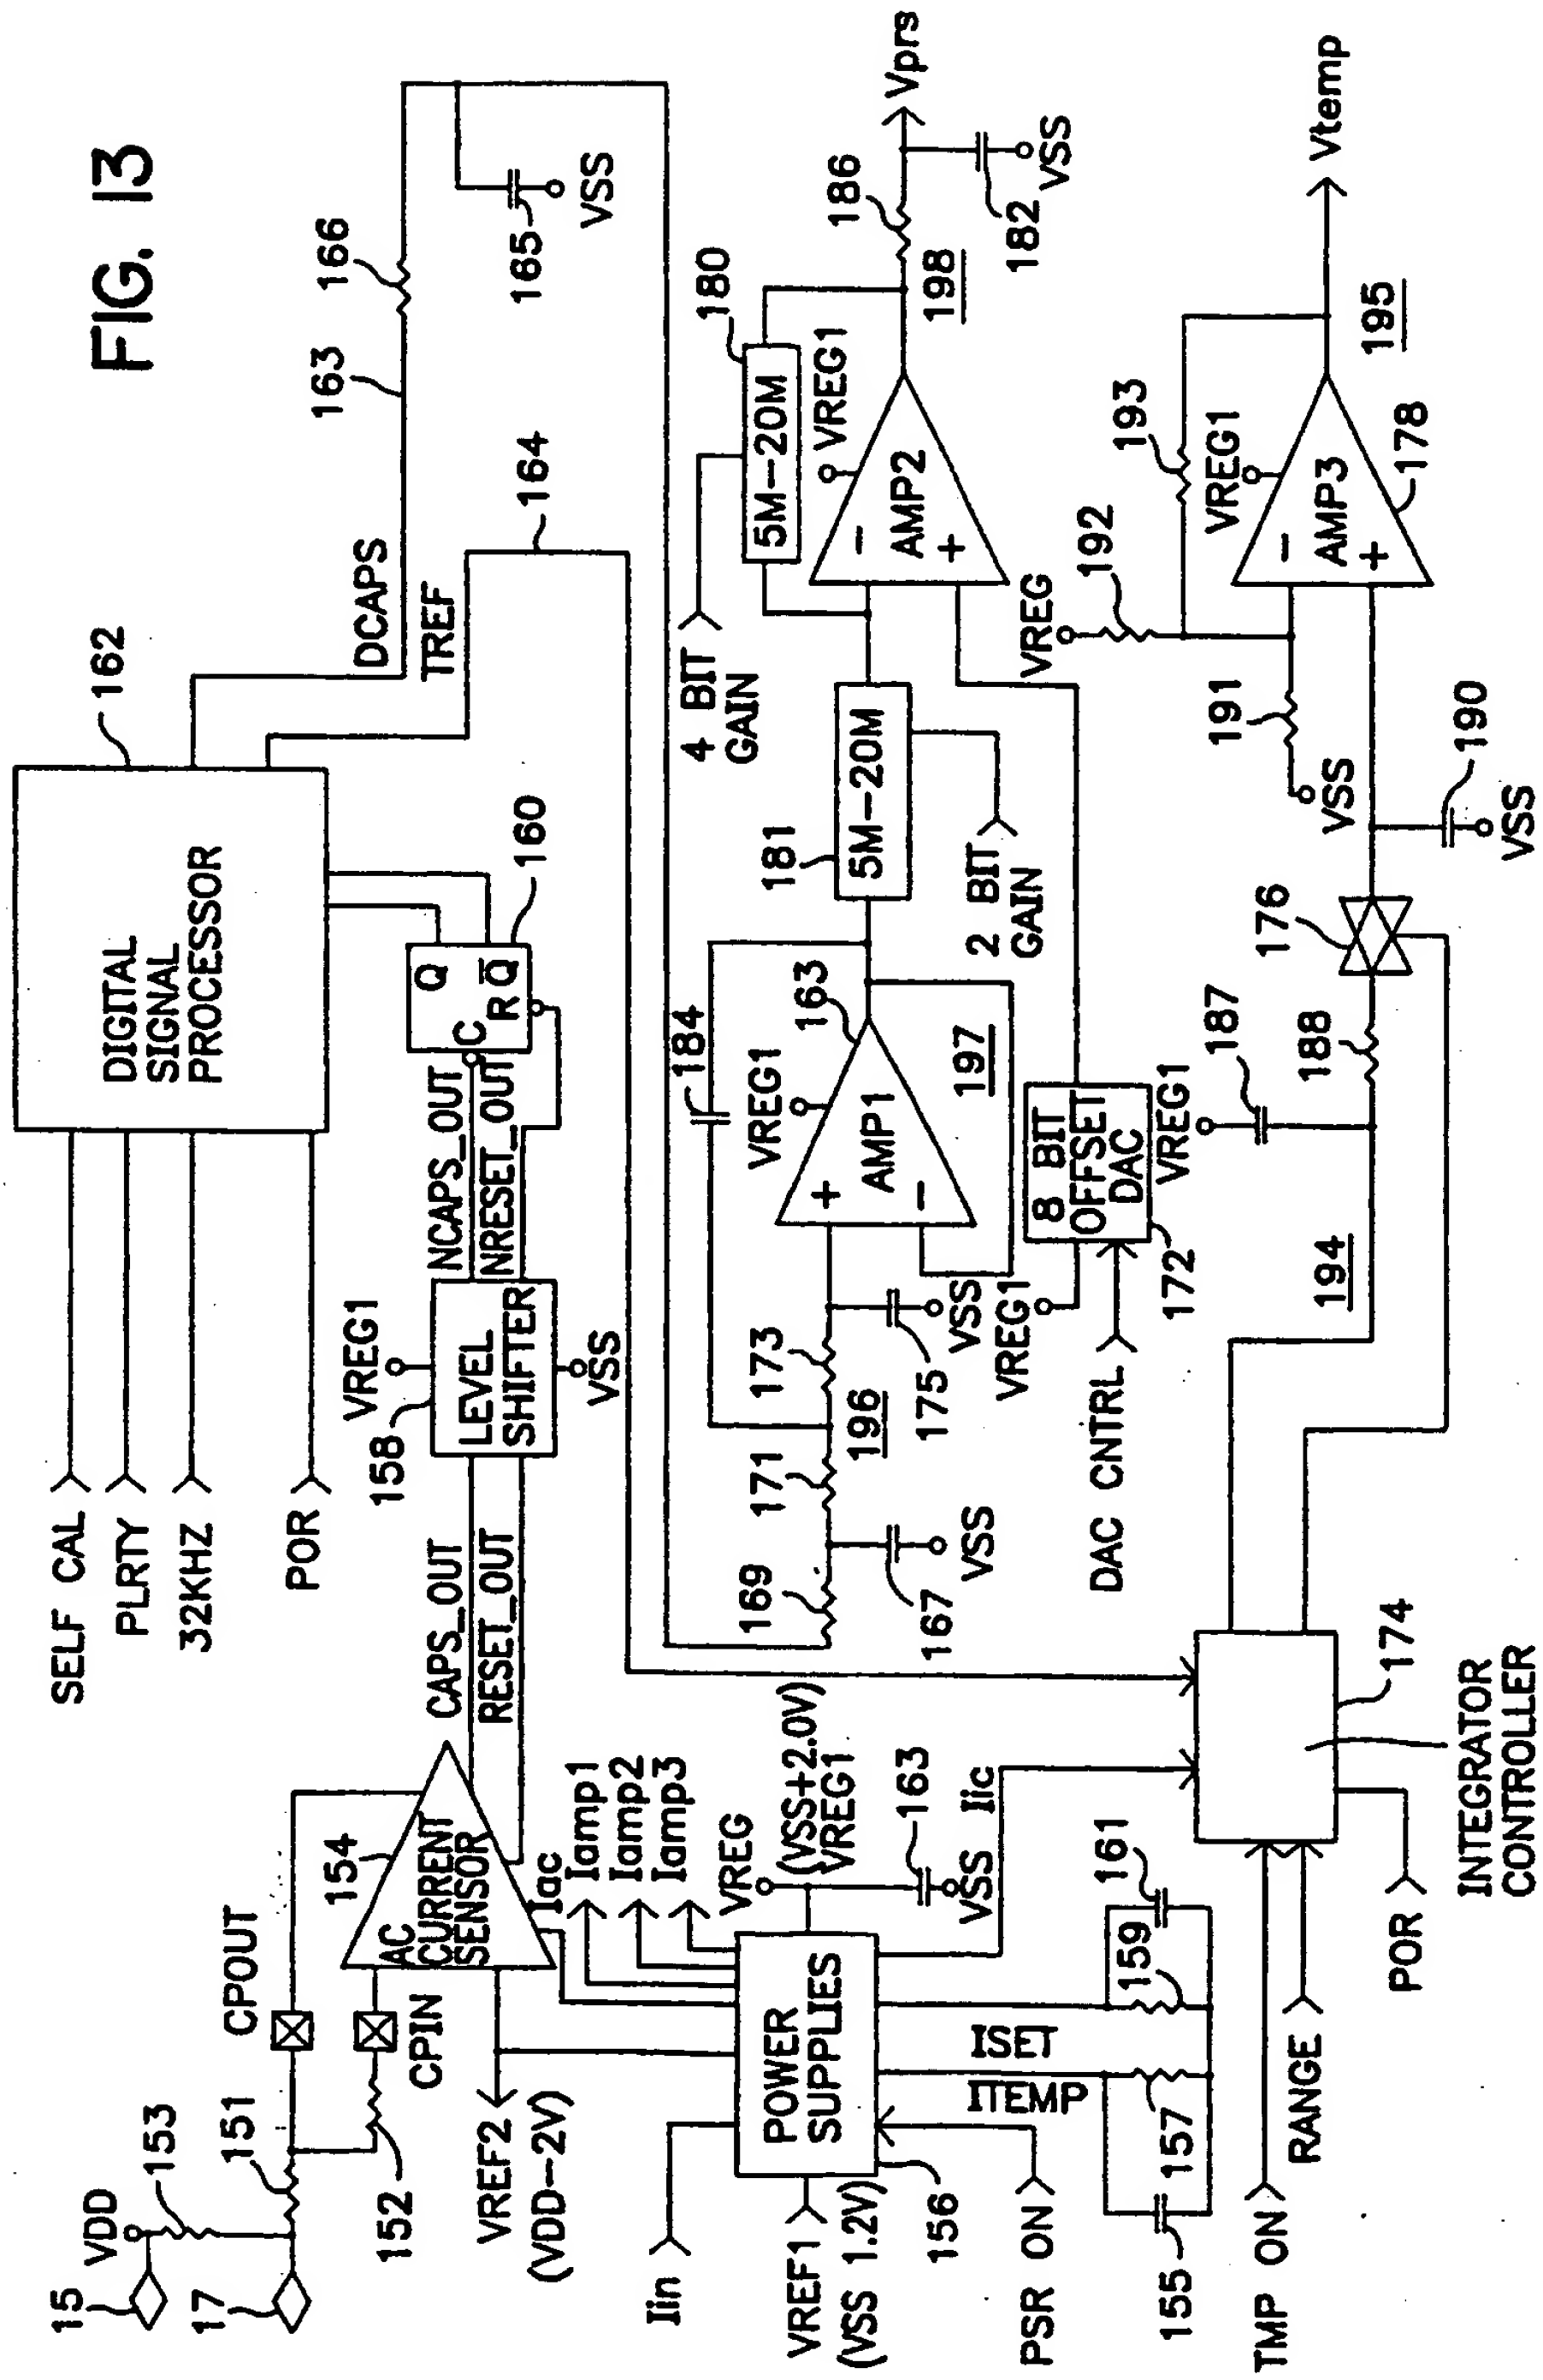 FIG. 13
15
VDD
153
17
151
152
CPOUT
CPIN
VREF2
(VDD-2V)
154
AC
CURRENT
SENSOR
CAPS_OUT
RESET_OUT
158
VREG1
LEVEL
SHIFTER
VSS
NCAPS_OUT
NRESET_OUT
C
Q
R
Q̅
160
SELF CAL
PLRTY
32KHZ
POR
DIGITAL
SIGNAL
PROCESSOR
162
DCAPS
TREF
163
166
164
165
VSS
Iin
VREF1
(VSS 1.2V)
156
POWER
SUPPLIES
Iac
Iamp1
Iamp2
Iamp3
VREG
(VSS+2.0V)
VREG1
163
VSS
Iic
PSR ON
ITEMP
ISET
155
157
159
161
169
167
VSS
171
196
173
175
VSS
184
VREG1
163
+
AMP1
-
197
181
5M-20M
2 BIT
GAIN
4 BIT
GAIN
180
5M-20M
VREG1
-
AMP2
+
198
186
182
VSS
Vprs
DAC CNTRL
VREG1
172
8 BIT
OFFSET
DAC
TMP ON
RANGE
POR
INTEGRATOR
CONTROLLER
174
194
VREG1
187
188
176
190
VSS
VSS
191
VREG
192
193
VREG1
-
AMP3
+
178
195
Vtemp